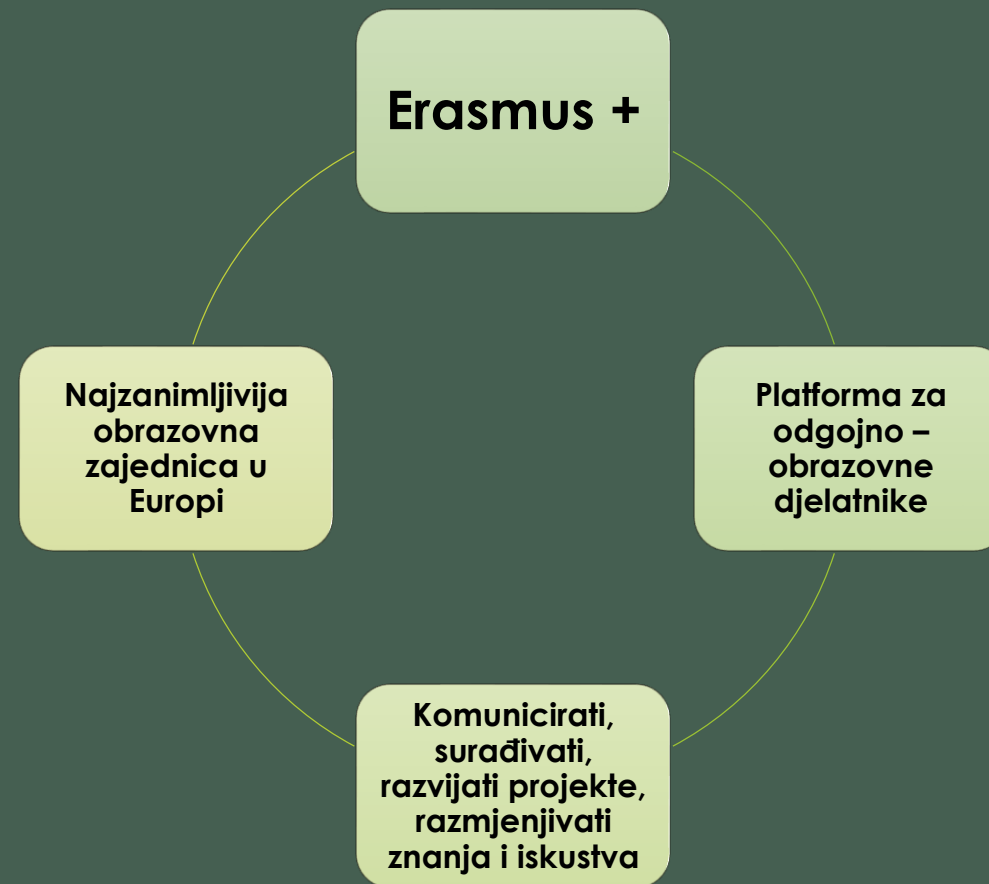 Erasmus +
Najzanimljivija
obrazovna
zajednica u
Europi
Platforma za
odgojno –
obrazovne
djelatnike
Komunicirati,
surađivati,
razvijati projekte,
razmjenjivati
znanja i iskustva